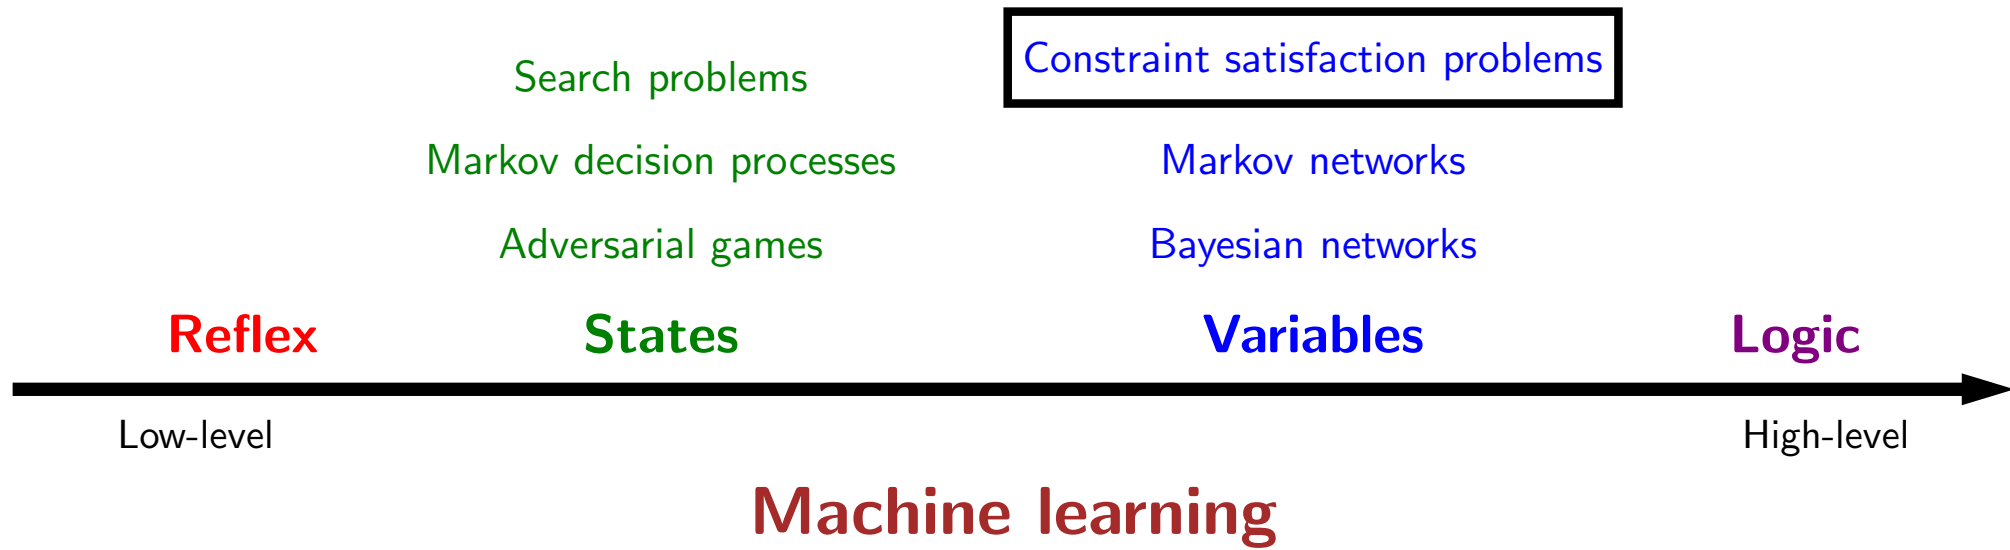 Constraint satisfaction problems
Search problems
Markov decision processes
Markov networks
Adversarial games
Bayesian networks
Reflex
States
Variables
Logic
Low-level
High-level
Machine learning